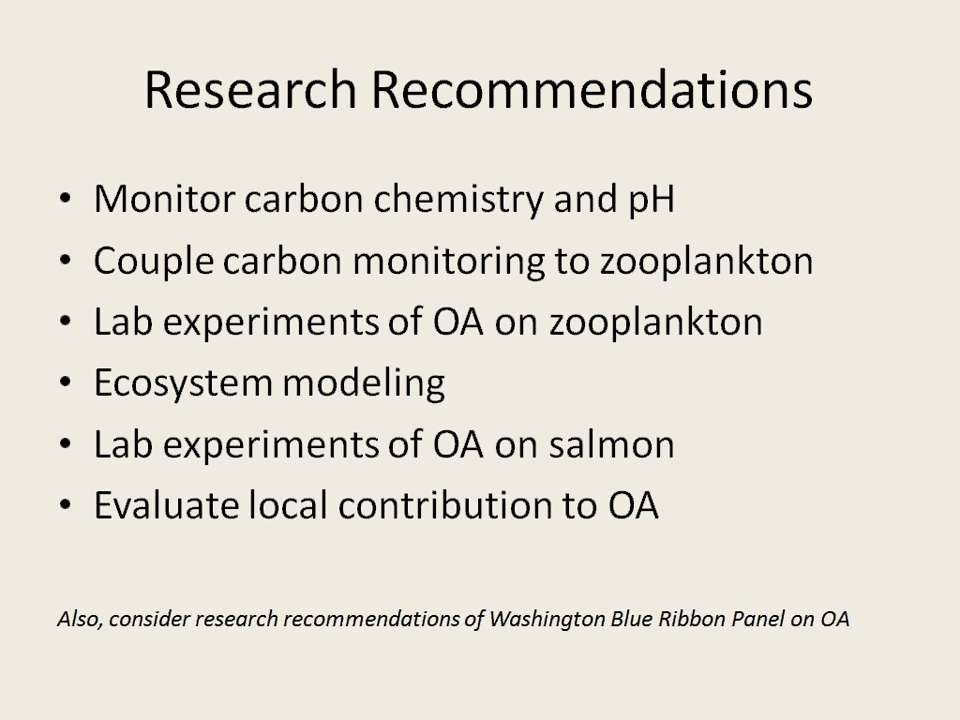 Research Recommendations
• Monitor carbon chemistry and pH
• Couple carbon monitoring to zooplankton
• Lab experiments of OA on zooplankton
• Ecosystem modeling
• Lab experiments of OA on salmon
• Evaluate local contribution to OA
Also, consider research recommendations of Washington Blue Ribbon Panel on OA